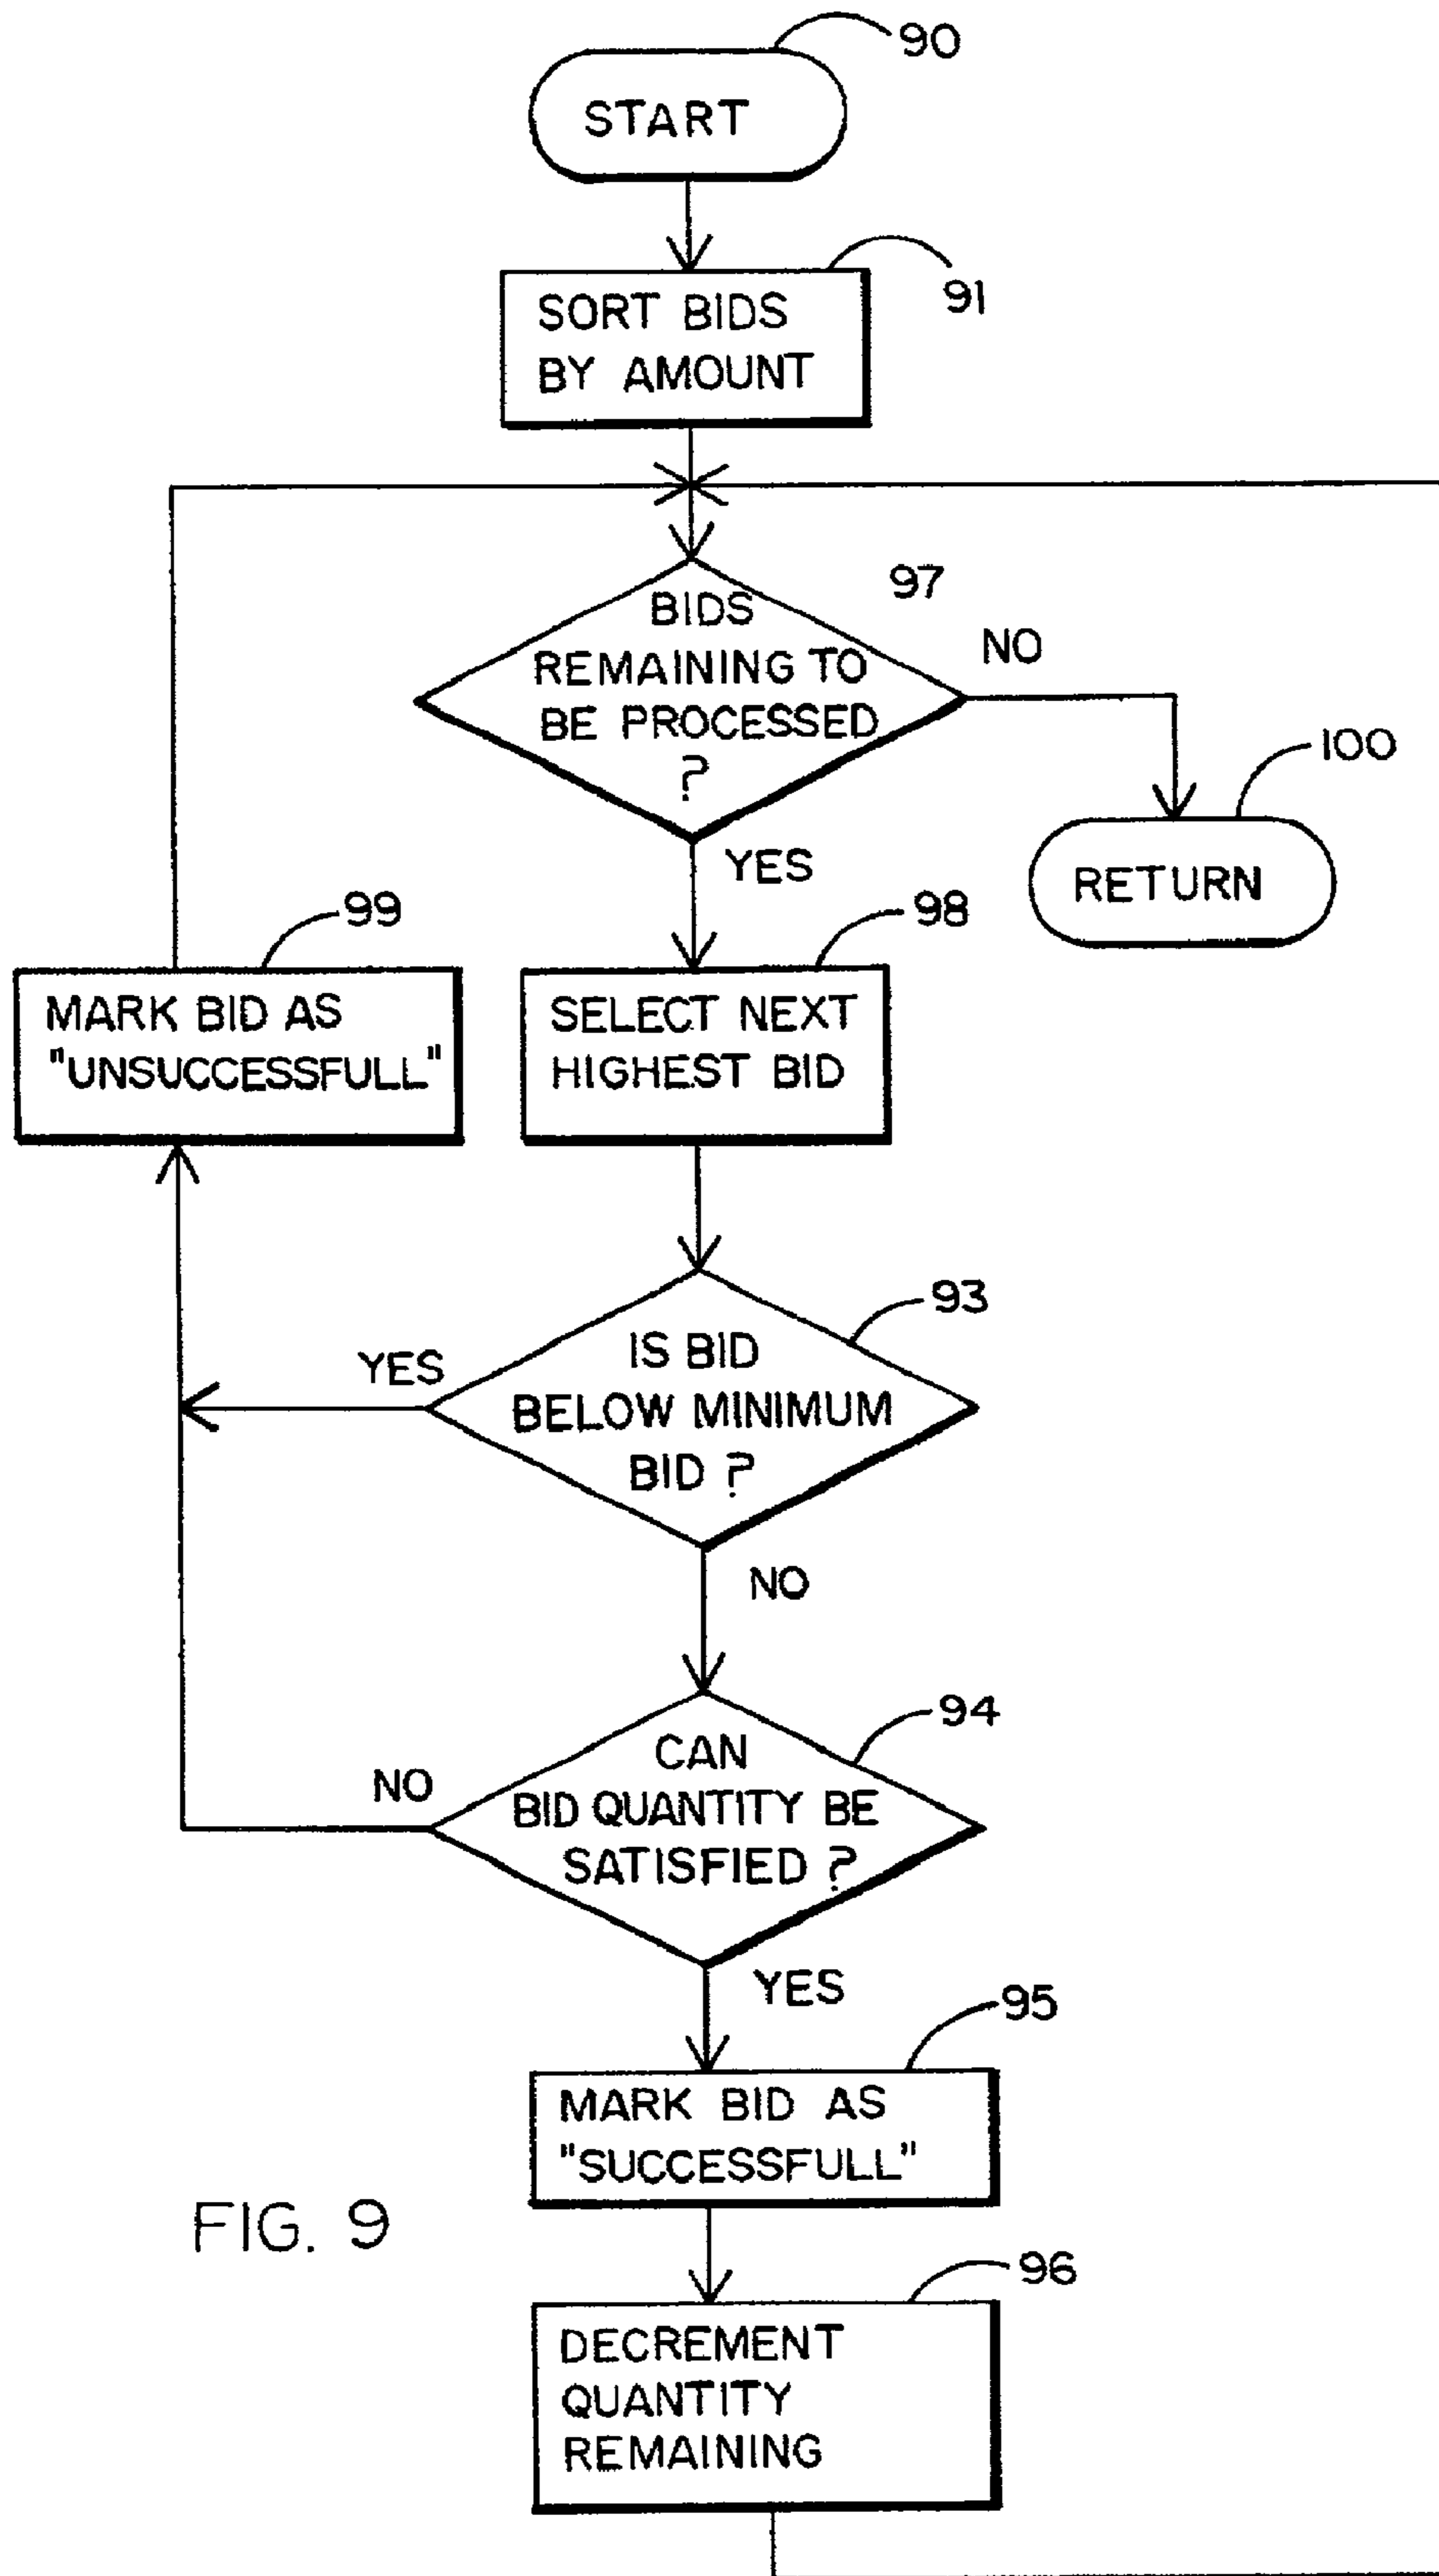 90
START
91
SORT BIDS
BY AMOUNT
97
BIDS
REMAINING TO
BE PROCESSED
?
NO
100
RETURN
YES
99
MARK BID AS
"UNSUCCESSFULL"
98
SELECT NEXT
HIGHEST BID
93
IS BID
BELOW MINIMUM
BID ?
YES
NO
94
CAN
BID QUANTITY BE
SATISFIED ?
NO
YES
95
MARK BID AS
"SUCCESSFULL"
FIG. 9
96
DECREMENT
QUANTITY
REMAINING